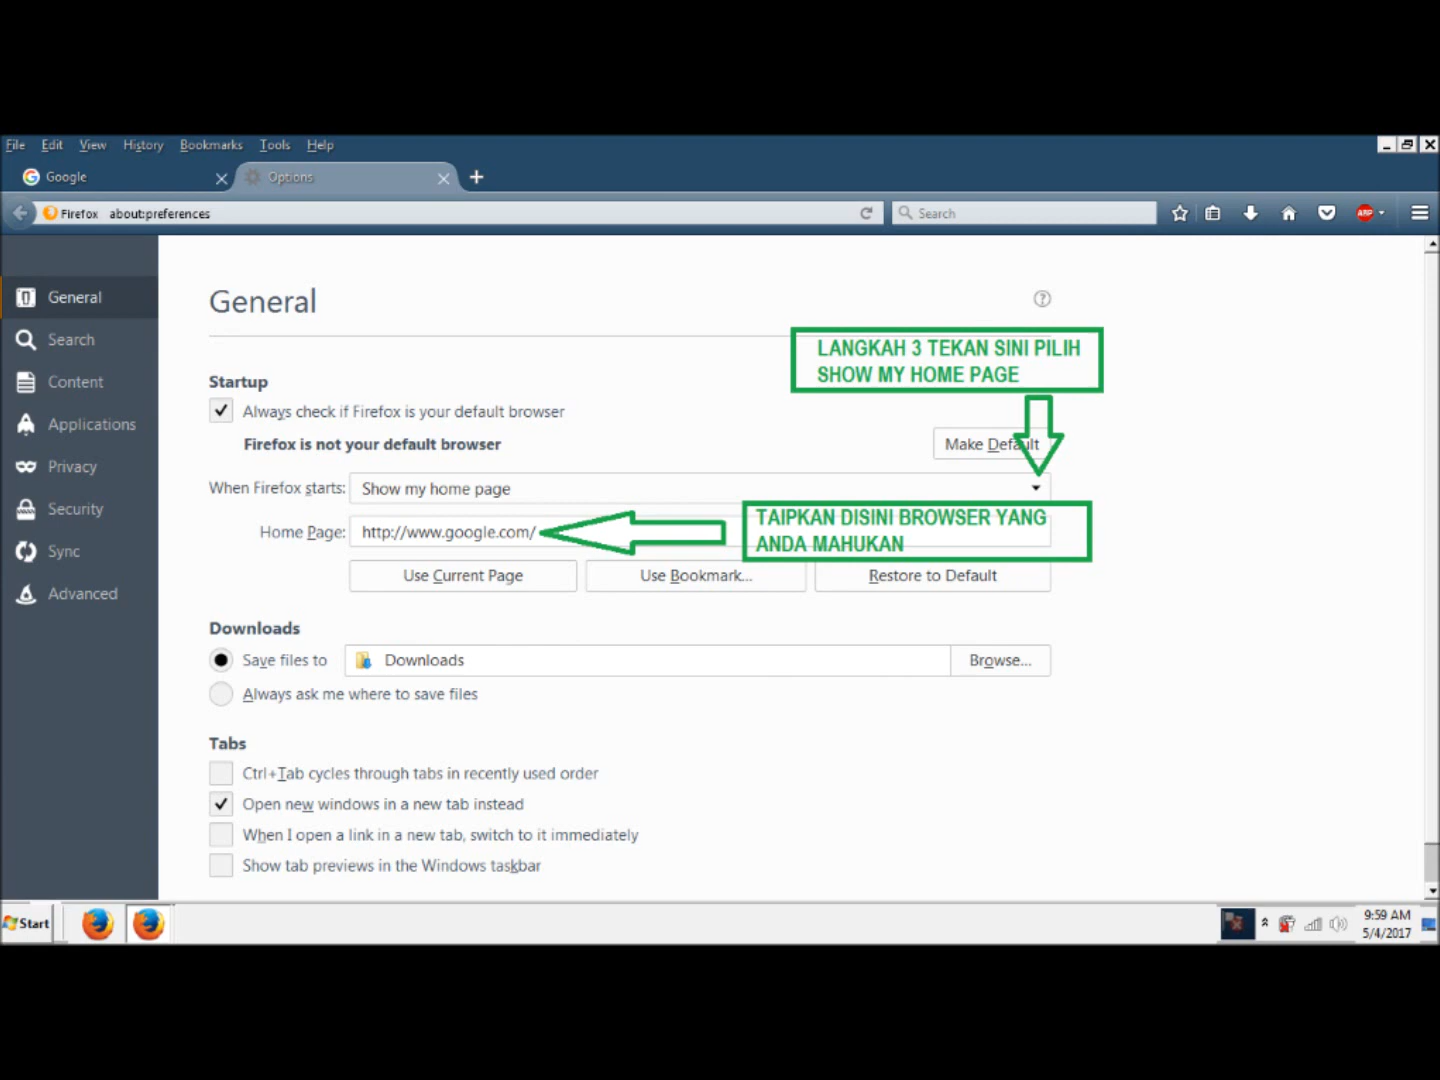 File Edit View History Bookmarks Tools Help
Google Options
Firefox about:preferences Search
ABP
General
Search
Content
Applications
Privacy
Security
Sync
Advanced
General
LANGKAH 3 TEKAN SINI PILIH
SHOW MY HOME PAGE
Startup
Always check if Firefox is your default browser
Firefox is not your default browser
Make Default
When Firefox starts: Show my home page
Home Page: http://www.google.com/
TAIPKAN DISINI BROWSER YANG
ANDA MAHUKAN
Use Current Page Use Bookmark... Restore to Default
Downloads
Save files to Downloads Browse...
Always ask me where to save files
Tabs
Ctrl+Tab cycles through tabs in recently used order
Open new windows in a new tab instead
When I open a link in a new tab, switch to it immediately
Show tab previews in the Windows taskbar
Start
9:59 AM
5/4/2017